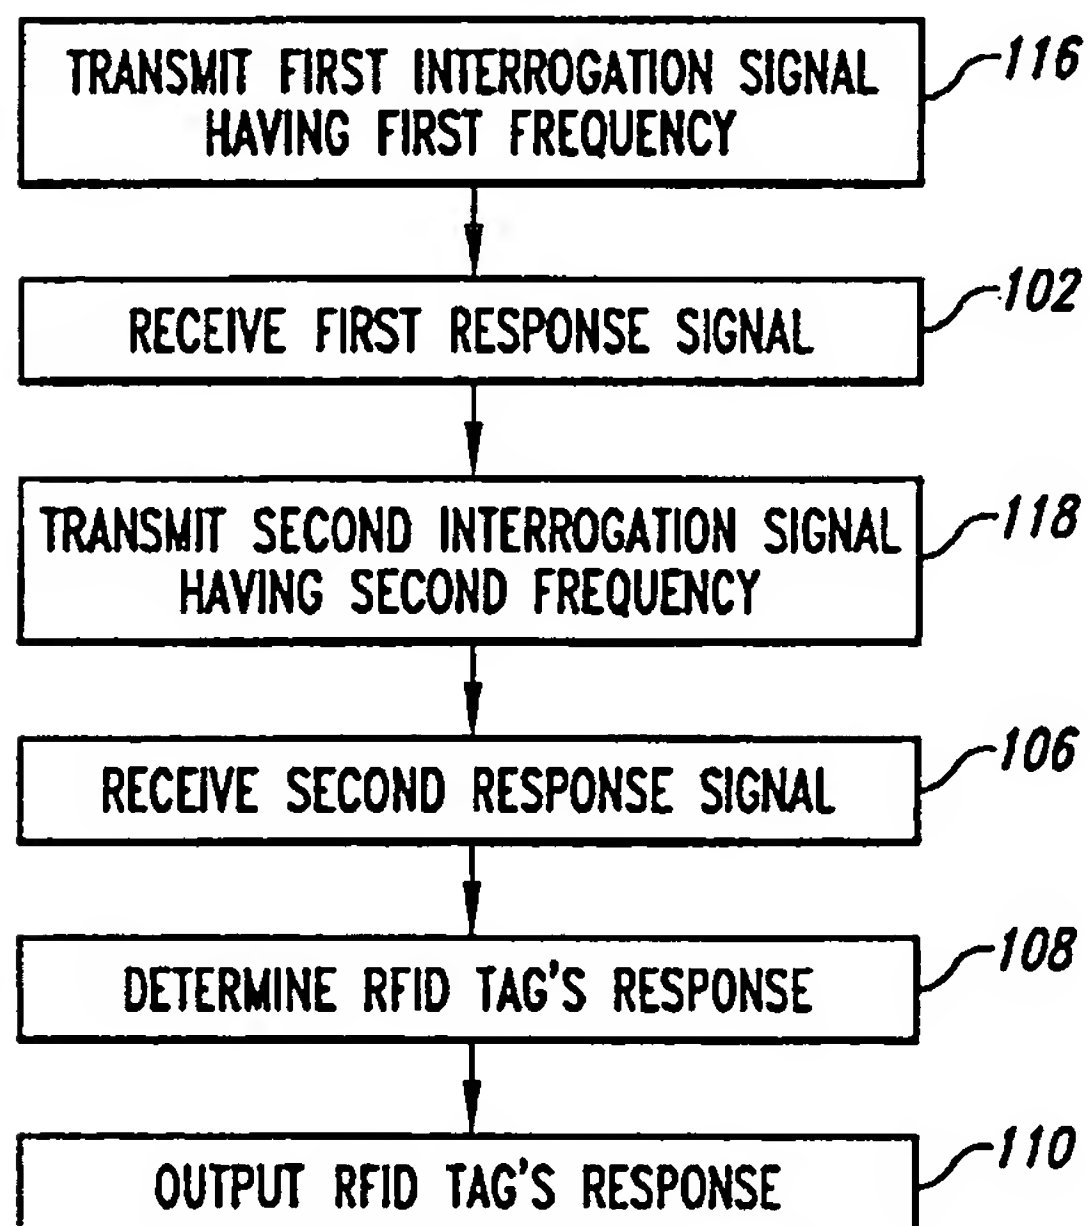 TRANSMIT FIRST INTERROGATION SIGNAL
HAVING FIRST FREQUENCY
116
RECEIVE FIRST RESPONSE SIGNAL
102
TRANSMIT SECOND INTERROGATION SIGNAL
HAVING SECOND FREQUENCY
118
RECEIVE SECOND RESPONSE SIGNAL
106
DETERMINE RFID TAG'S RESPONSE
108
OUTPUT RFID TAG'S RESPONSE
110